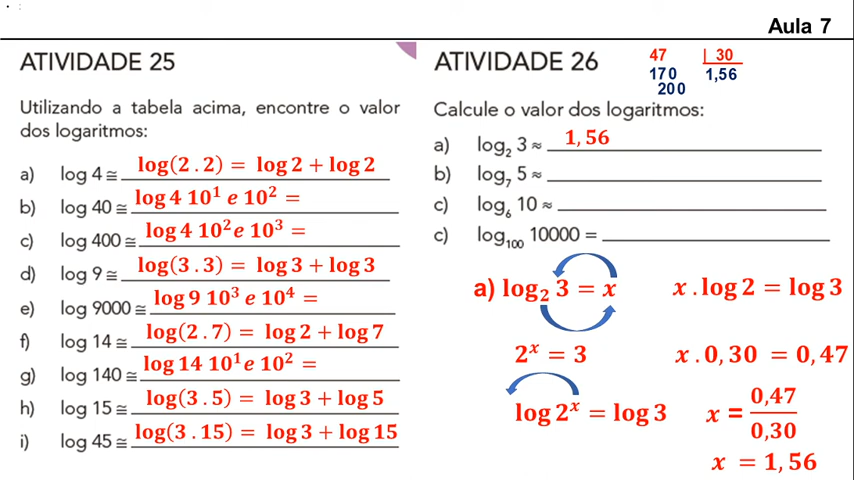 Aula 7
ATIVIDADE 25
Utilizando a tabela acima, encontre o valor
dos logaritmos:
a) log 4 ≅ log(2 . 2) = log 2 + log 2
b) log 40 ≅ log 4 10¹ e 10² =
c) log 400 ≅ log 4 10² e 10³ =
d) log 9 ≅ log(3 . 3) = log 3 + log 3
e) log 9000 ≅ log 9 10³ e 10⁴ =
f) log 14 ≅ log(2 . 7) = log 2 + log 7
g) log 140 ≅ log 14 10¹ e 10² =
h) log 15 ≅ log(3 . 5) = log 3 + log 5
i) log 45 ≅ log(3 . 15) = log 3 + log 15
ATIVIDADE 26
47 | 30
170 1,56
200
Calcule o valor dos logaritmos:
a) log₂ 3 ≈ 1,56
b) log₇ 5 ≈
c) log₆ 10 ≈
c) log₁₀₀ 10000 =
a) log₂ 3 = x
2ˣ = 3
log 2ˣ = log 3
x . log 2 = log 3
x . 0,30 = 0,47
x = 0,47/0,30
x = 1,56